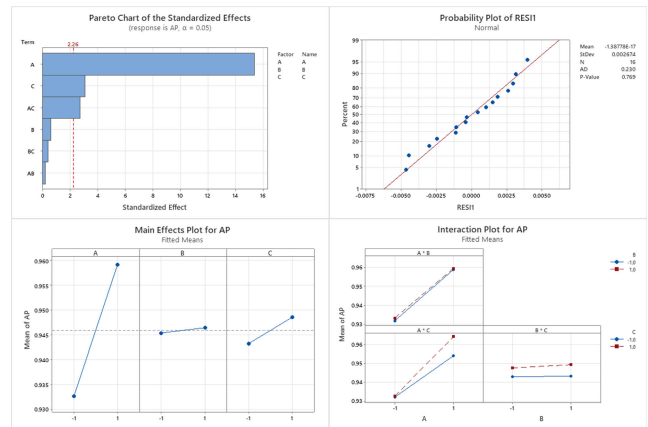 Pareto Chart of the Standardized Effects
(response is AP, α = 0.05)
Term
2.26
Factor Name
A A
B B
C C
A
C
AC
B
BC
AB
0 2 4 6 8 10 12 14 16
Standardized Effect
Probability Plot of RESI1
Normal
Mean -1.38778E-17
StDev 0.002674
N 16
AD 0.230
P-Value 0.769
99
95
90
80
70
60
50
40
30
20
10
5
1
Percent
-0.0075 -0.0050 -0.0025 0.0000 0.0025 0.0050
RESI1
Main Effects Plot for AP
Fitted Means
A B C
0.960
0.955
0.950
0.945
0.940
0.935
0.930
Mean of AP
-1 1 -1 1 -1 1
Interaction Plot for AP
Fitted Means
A * B
B
-1.0
1.0
0.96
0.95
0.94
0.93
A * C B * C
C
-1.0
1.0
0.96
0.95
0.94
0.93
Mean of AP
-1 1 -1 1
A B